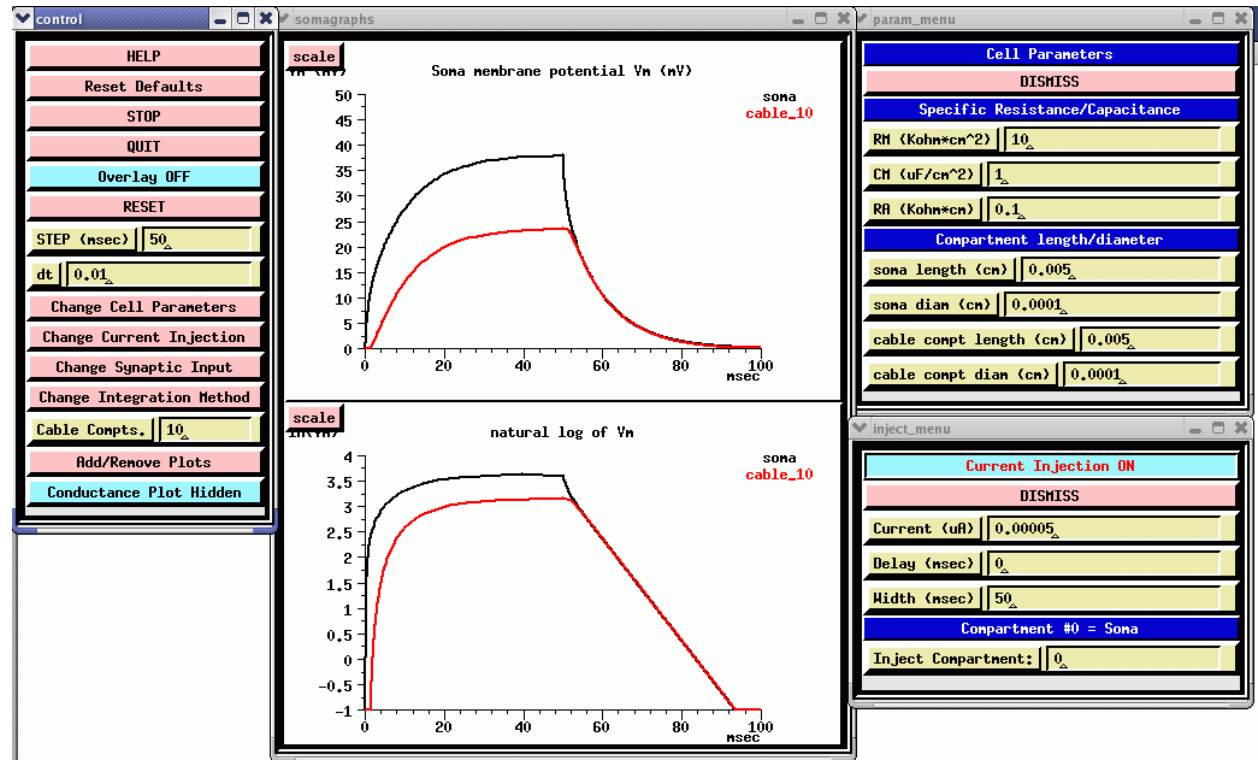 control
HELP
Reset Defaults
STOP
QUIT
Overlay OFF
RESET
STEP (msec) 50
dt 0.01
Change Cell Parameters
Change Current Injection
Change Synaptic Input
Change Integration Method
Cable Compts. 10
Add/Remove Plots
Conductance Plot Hidden
somagraphs
scale
Vm (mV)
Soma membrane potential Vm (mV)
soma
cable_10
50
45
40
35
30
25
20
15
10
5
0
0 20 40 60 80 100
msec
scale
ln(Vm)
natural log of Vm
soma
cable_10
4
3.5
3
2.5
2
1.5
1
0.5
0
-0.5
-1
0 20 40 60 80 100
msec
param_menu
Cell Parameters
DISMISS
Specific Resistance/Capacitance
RM (Kohm*cm^2) 10
CM (uF/cm^2) 1
RA (Kohm*cm) 0.1
Compartment length/diameter
soma length (cm) 0.005
soma diam (cm) 0.0001
cable compt length (cm) 0.005
cable compt diam (cm) 0.0001
inject_menu
Current Injection ON
DISMISS
Current (uA) 0.00005
Delay (msec) 0
Width (msec) 50
Compartment #0 = Soma
Inject Compartment: 0